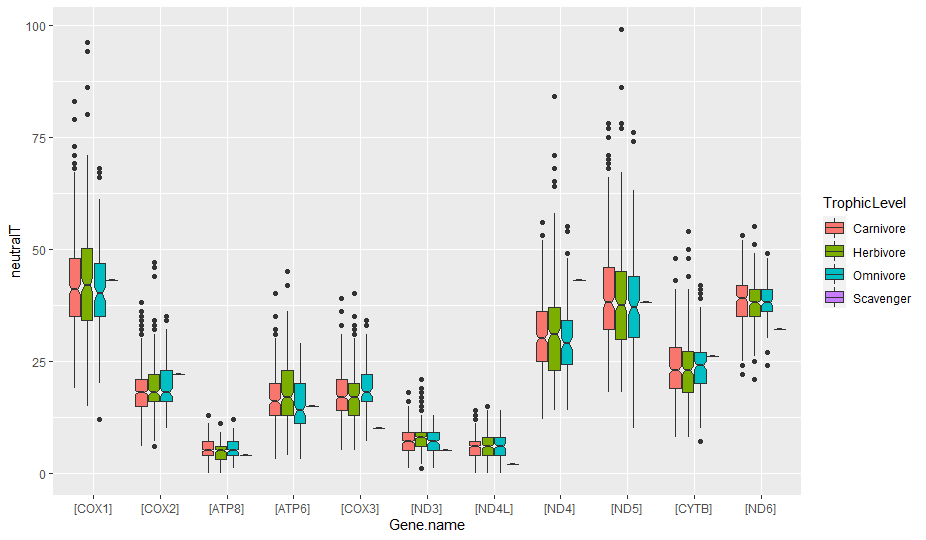 100
75
50
25
0
neutralT
[COX1] [COX2] [ATP8] [ATP6] [COX3] [ND3] [ND4L] [ND4] [ND5] [CYTB] [ND6]
Gene.name
TrophicLevel
Carnivore
Herbivore
Omnivore
Scavenger